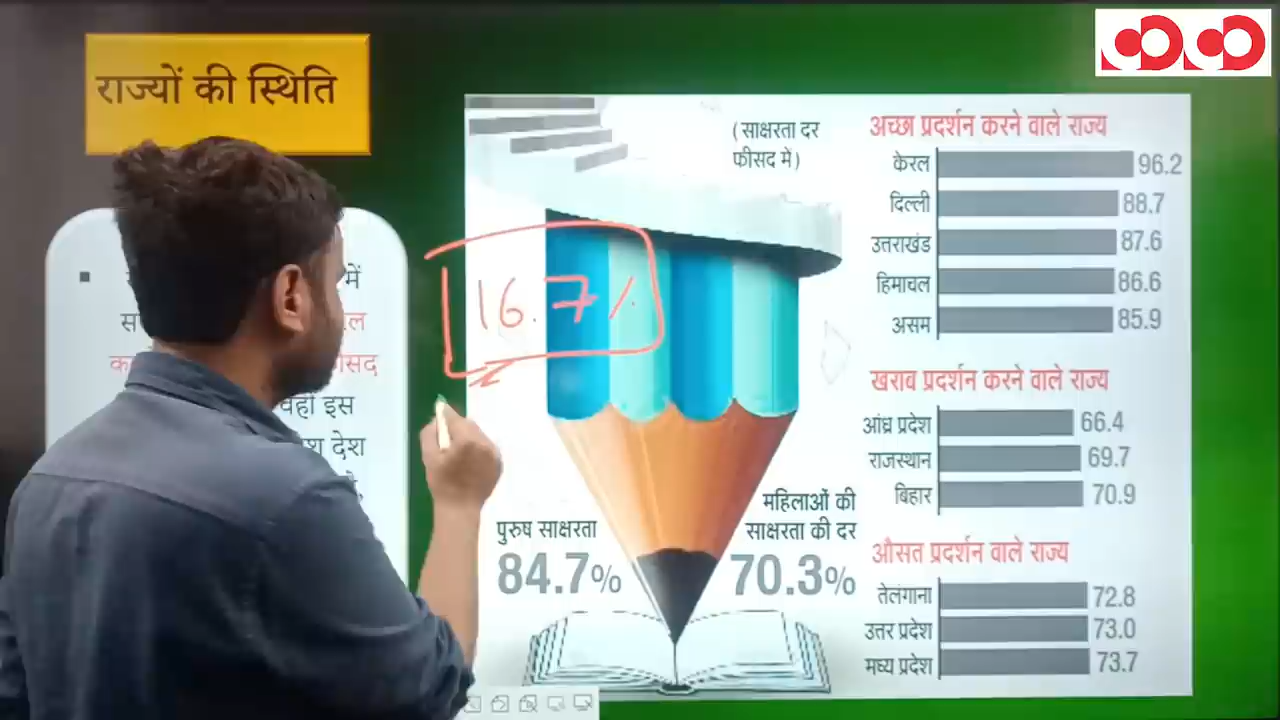 राज्यों की स्थिति
में
वहीं इस
देश
16.7%
(साक्षरता दर
फीसद में)
पुरुष साक्षरता
84.7%
महिलाओं की
साक्षरता की दर
70.3%
अच्छा प्रदर्शन करने वाले राज्य
केरल 96.2
दिल्ली 88.7
उत्तराखंड 87.6
हिमाचल 86.6
असम 85.9
खराव प्रदर्शन करने वाले राज्य
आंध्र प्रदेश 66.4
राजस्थान 69.7
बिहार 70.9
औसत प्रदर्शन वाले राज्य
तेलंगाना 72.8
उत्तर प्रदेश 73.0
मध्य प्रदेश 73.7